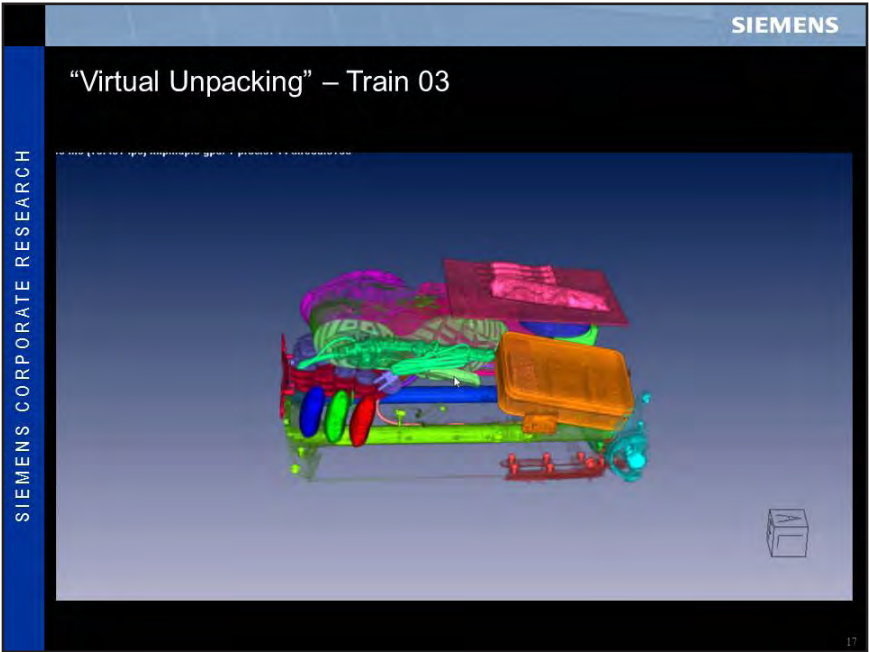 SIEMENS
“Virtual Unpacking” – Train 03
SIEMENS CORPORATE RESEARCH
17